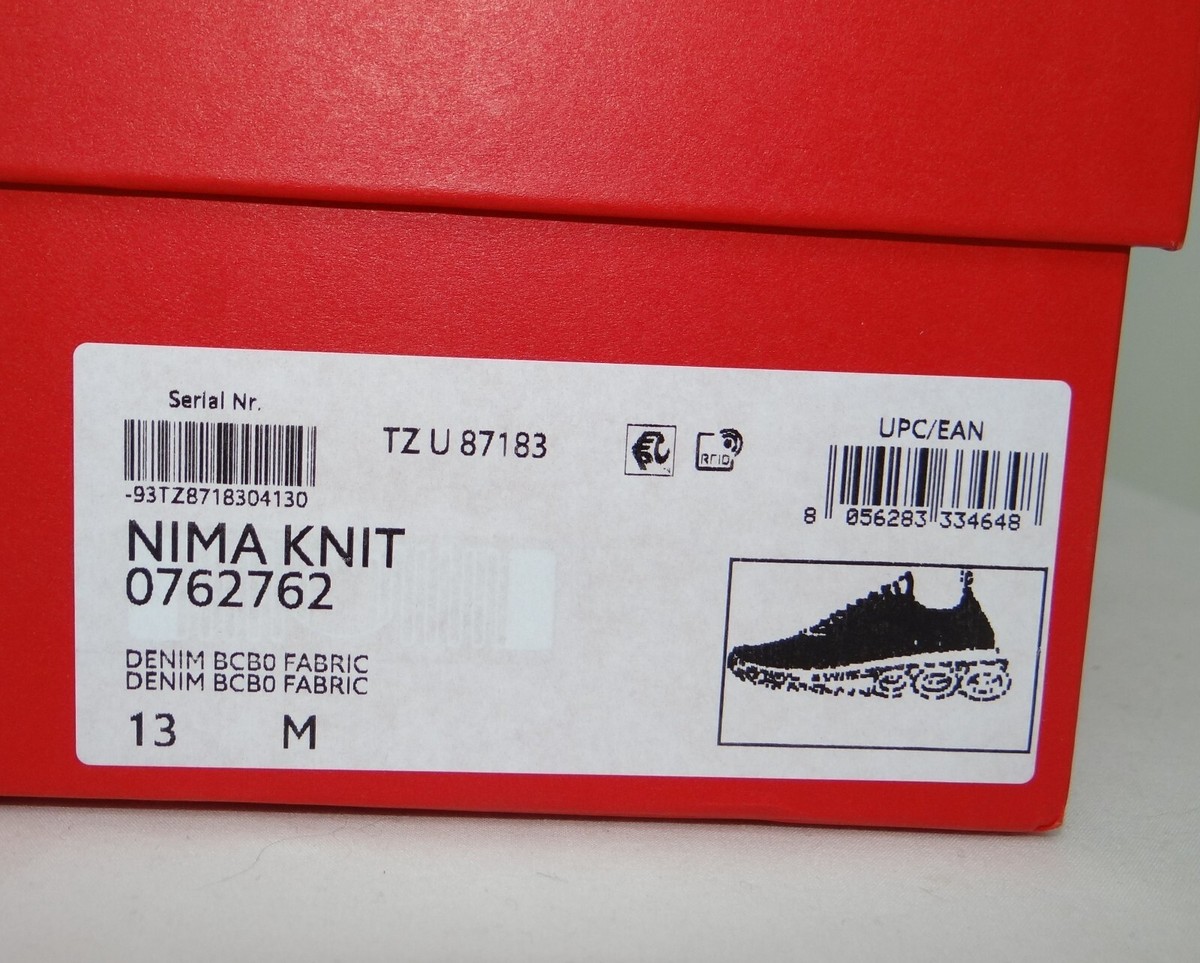 Serial Nr.
-93TZ8718304130
TZ U 87183
RFID
UPC/EAN
8 056283 334648
NIMA KNIT
0762762
DENIM BCB0 FABRIC
DENIM BCB0 FABRIC
13 M